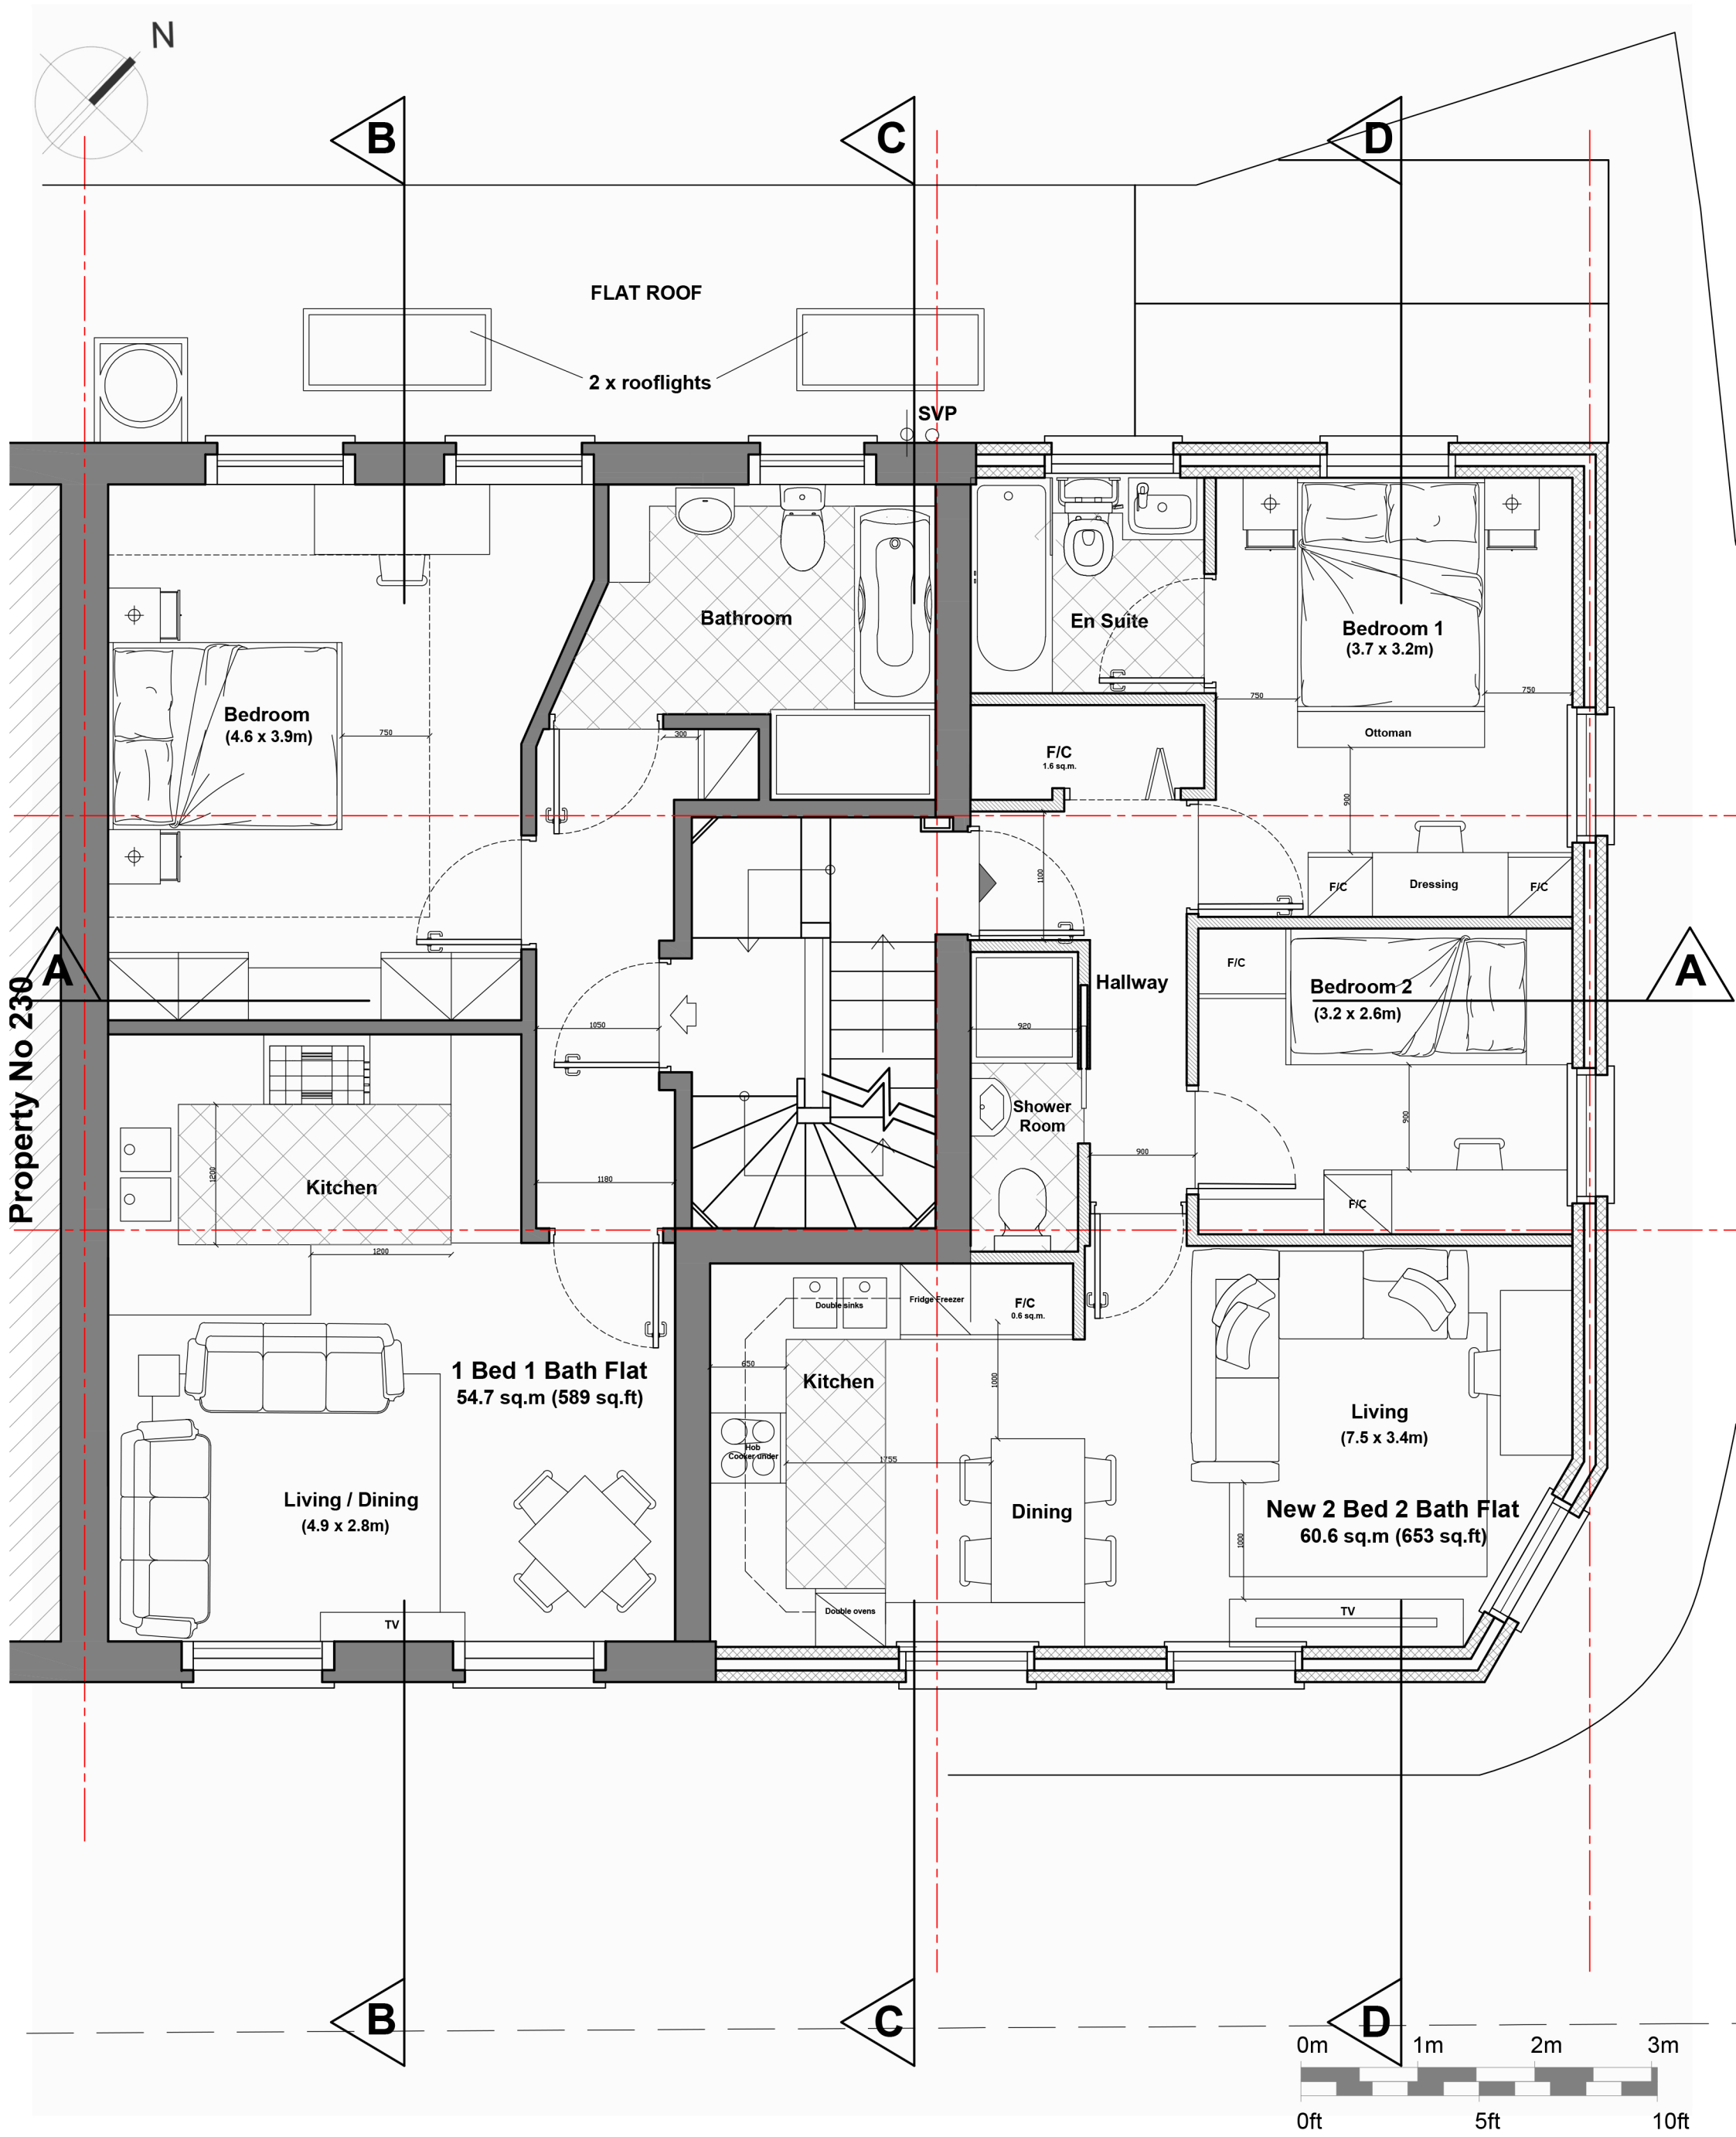 N
B
C
D
FLAT ROOF
2 x rooflights
SVP
Bathroom
En Suite
Bedroom 1
(3.7 x 3.2m)
750
750
Ottoman
Bedroom
(4.6 x 3.9m)
750
300
F/C
1.6 sq.m.
900
1100
F/C
Dressing
F/C
A
Property No 230
Hallway
F/C
Bedroom 2
(3.2 x 2.6m)
A
1050
920
Shower
Room
900
900
Kitchen
1200
1200
1180
F/C
Double sinks
Fridge Freezer
F/C
0.6 sq.m.
650
Kitchen
1000
1 Bed 1 Bath Flat
54.7 sq.m (589 sq.ft)
Hob
Cooker under
1755
Living
(7.5 x 3.4m)
Living / Dining
(4.9 x 2.8m)
Dining
New 2 Bed 2 Bath Flat
60.6 sq.m (653 sq.ft)
1000
TV
Double ovens
TV
B
C
D
0m
1m
2m
3m
0ft
5ft
10ft